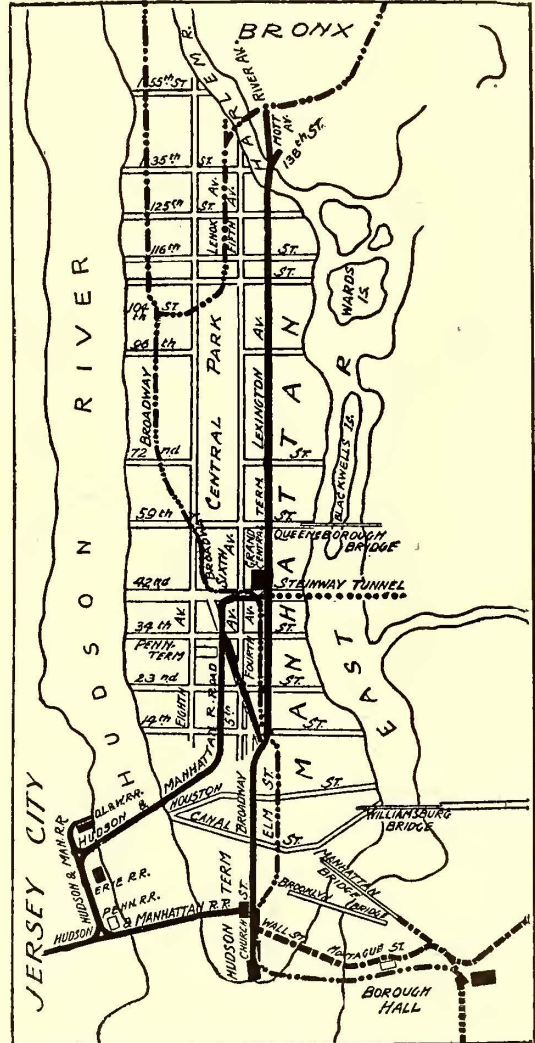 BRONX
HARLEM R.
RIVER AV.
MOTT AV.
138th ST.
155th ST
135th ST.
125th ST.
116th ST.
LENOX AV.
FIFTH AV.
104th ST
96th
72nd ST.
59th ST.
42nd
34th ST.
23nd ST.
14th ST.
HUDSON RIVER
BROADWAY
CENTRAL PARK
LEXINGTON AV.
MANHATTAN
WARDS IS.
BLACKWELLS IS.
QUEENSBOROUGH BRIDGE
EAST R
GRAND CENTRAL TERM
STEINWAY TUNNEL
BROADWAY
SIXTH AV.
PENN. TERM
EIGHTH AV.
5th AV.
FOURTH AV.
HUDSON & MANHATTAN R. ROAD
HOUSTON ST.
CANAL ST.
BROADWAY
ELM ST.
WILLIAMSBURG BRIDGE
MANHATTAN BRIDGE
BROOKLYN BRIDGE
JERSEY CITY
D.L.&W.R.R.
HUDSON & MAN. R.R.
ERIE R.R.
PENN. R.R.
HUDSON & MANHATTAN R.R.
HUDSON TERM
CHURCH ST.
WALL ST.
MONTAGUE ST.
BOROUGH HALL